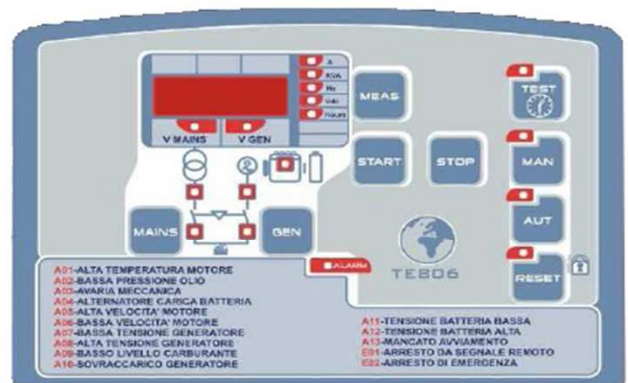 A
KVA
Hz
Volt
Hours
V MAINS
V GEN
MEAS
TEST
START
STOP
MAN
MAINS
GEN
AUT
TE806
ALARM
RESET
A01-ALTA TEMPERATURA MOTORE
A02-BASSA PRESSIONE OLIO
A03-AVARIA MECCANICA
A04-ALTERNATORE CARICA BATTERIA
A05-ALTA VELOCITA' MOTORE
A06-BASSA VELOCITA' MOTORE
A07-BASSA TENSIONE GENERATORE
A08-ALTA TENSIONE GENERATORE
A09-BASSO LIVELLO CARBURANTE
A10-SOVRACCARICO GENERATORE
A11-TENSIONE BATTERIA BASSA
A12-TENSIONE BATTERIA ALTA
A13-MANCATO AVVIAMENTO
E01-ARRESTO DA SEGNALE REMOTO
E02-ARRESTO DI EMERGENZA